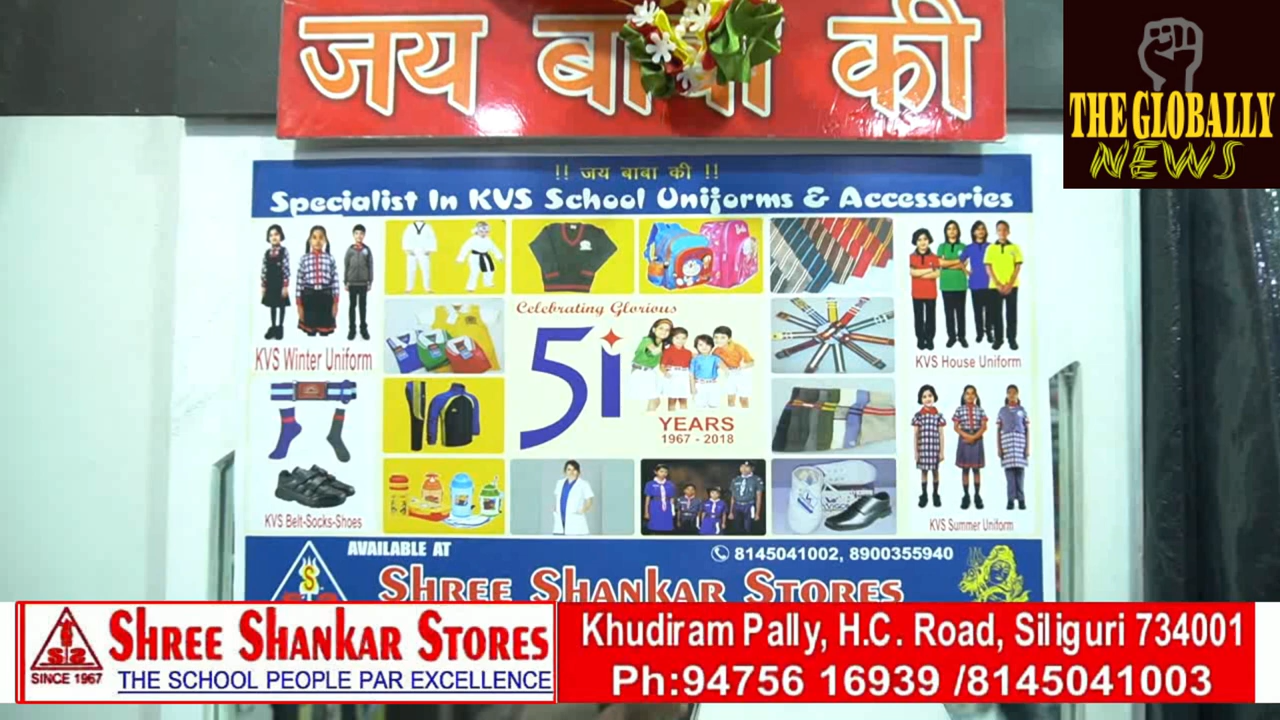 जय बाबा की
THE GLOBALLY
NEWS
!! जय बाबा की !!
Specialist In KVS School Uniforms & Accessories
KVS Winter Uniform
Celebrating Glorious
51
YEARS
1967 - 2018
KVS House Uniform
KVS Belt-Socks-Shoes
KVS Summer Uniform
AVAILABLE AT
8145041002, 8900355940
S
SHREE SHANKAR STORES
SHREE SHANKAR STORES
SINCE 1967
THE SCHOOL PEOPLE PAR EXCELLENCE
Khudiram Pally, H.C. Road, Siliguri 734001
Ph:94756 16939 /8145041003